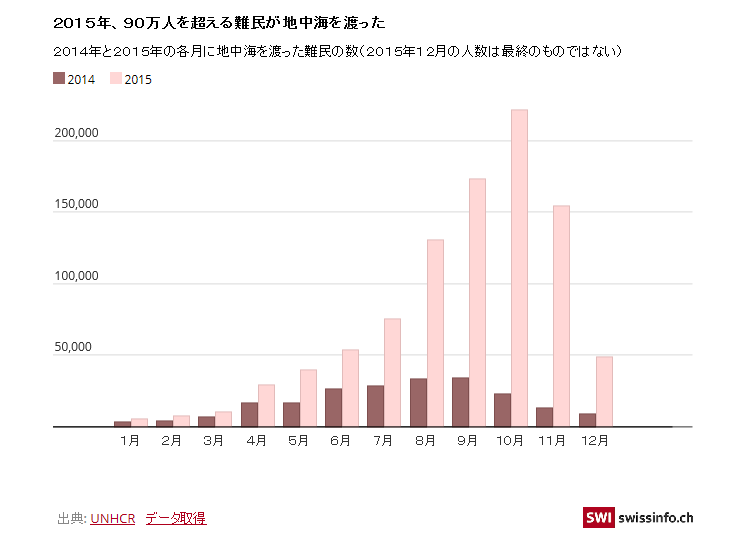 2015年、90万人を超える難民が地中海を渡った
2014年と2015年の各月に地中海を渡った難民の数（2015年12月の人数は最終のものではない）
2014 2015
200,000
150,000
100,000
50,000
1月 2月 3月 4月 5月 6月 7月 8月 9月 10月 11月 12月
出典: UNHCR データ取得
SWI swissinfo.ch